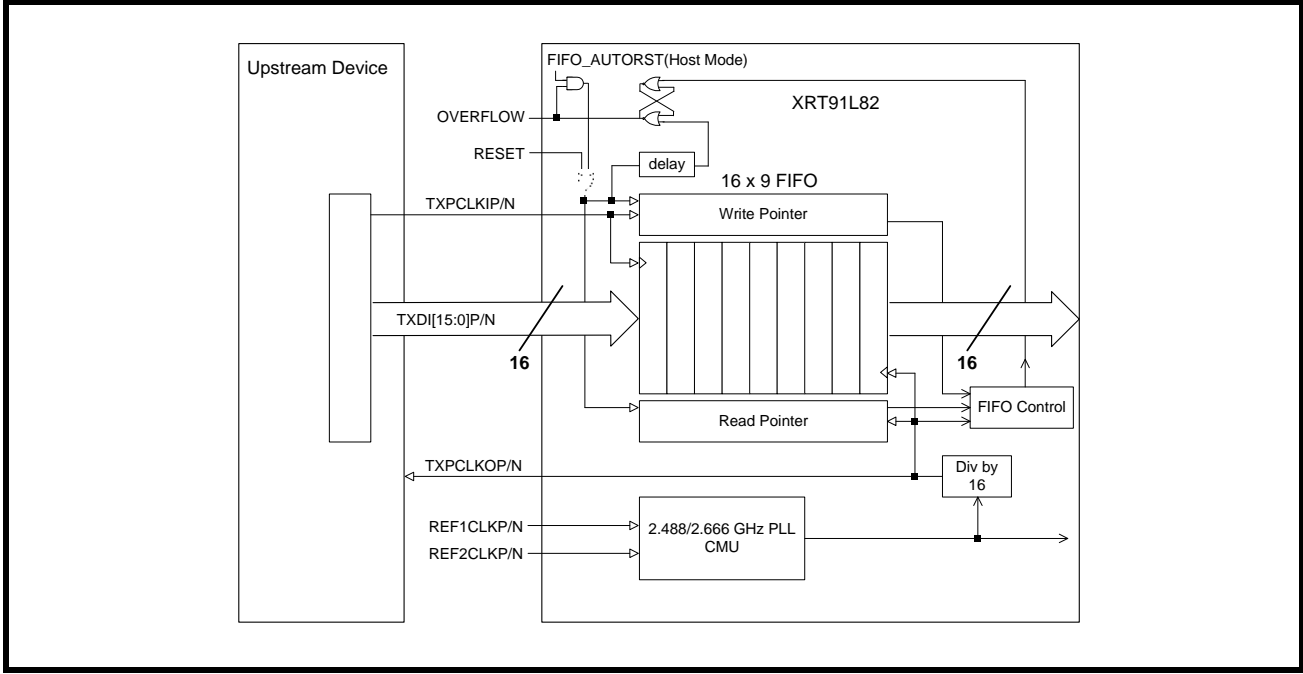 FIFO_AUTORST(Host Mode)
Upstream Device
XRT91L82
OVERFLOW
RESET
delay
16 x 9 FIFO
TXPCLKIP/N
Write Pointer
TXDI[15:0]P/N
16
16
FIFO Control
Read Pointer
TXPCLKOP/N
Div by
16
REF1CLKP/N
2.488/2.666 GHz PLL
CMU
REF2CLKP/N